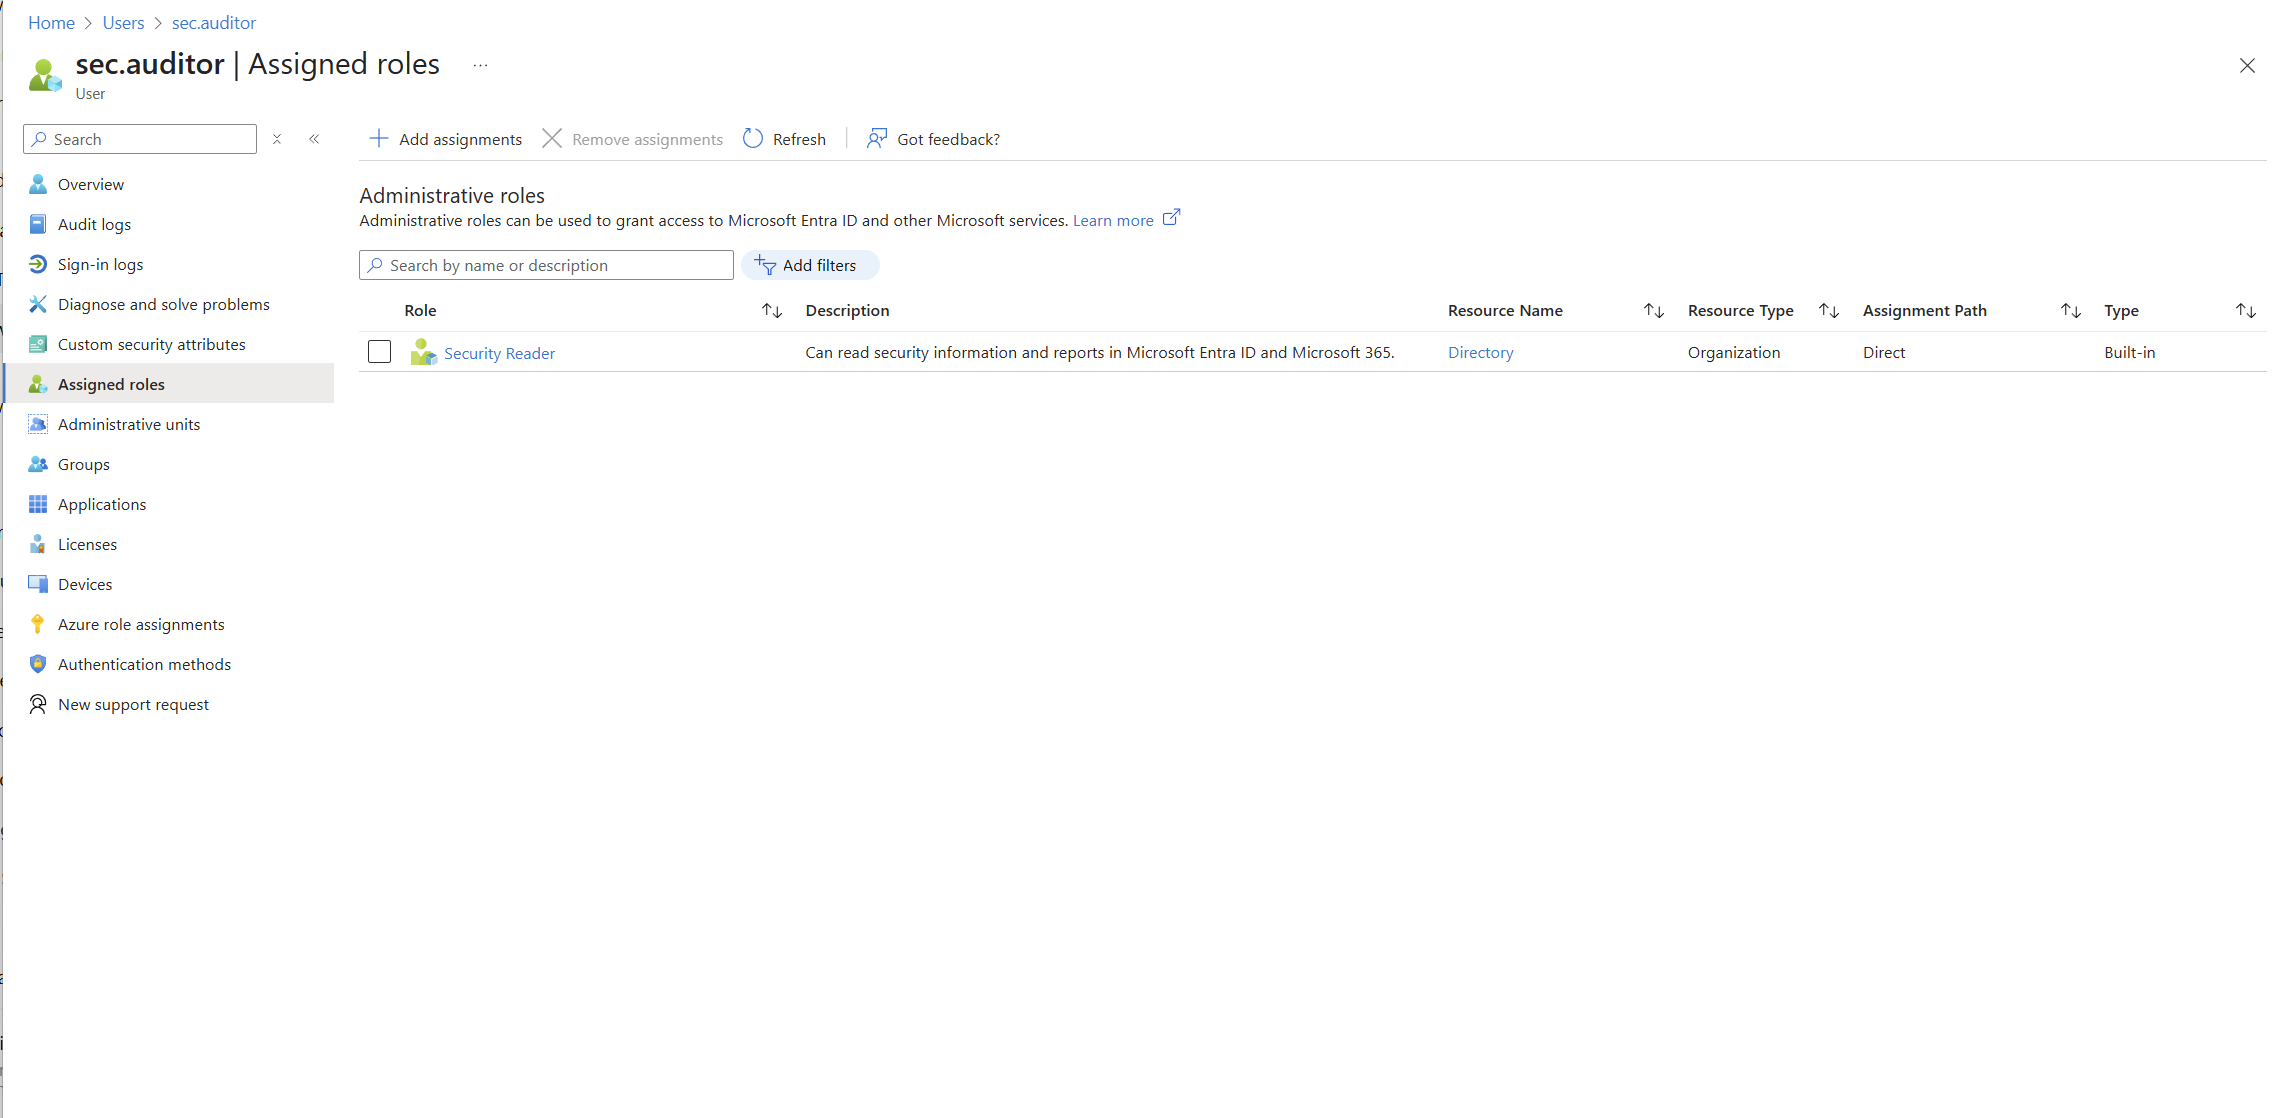 Home > Users > sec.auditor
sec.auditor | Assigned roles ...
User
Search
Add assignments Remove assignments Refresh Got feedback?
Overview
Audit logs
Sign-in logs
Diagnose and solve problems
Custom security attributes
Assigned roles
Administrative units
Groups
Applications
Licenses
Devices
Azure role assignments
Authentication methods
New support request
Administrative roles
Administrative roles can be used to grant access to Microsoft Entra ID and other Microsoft services. Learn more
Search by name or description Add filters
Role Description Resource Name Resource Type Assignment Path Type
Security Reader Can read security information and reports in Microsoft Entra ID and Microsoft 365. Directory Organization Direct Built-in